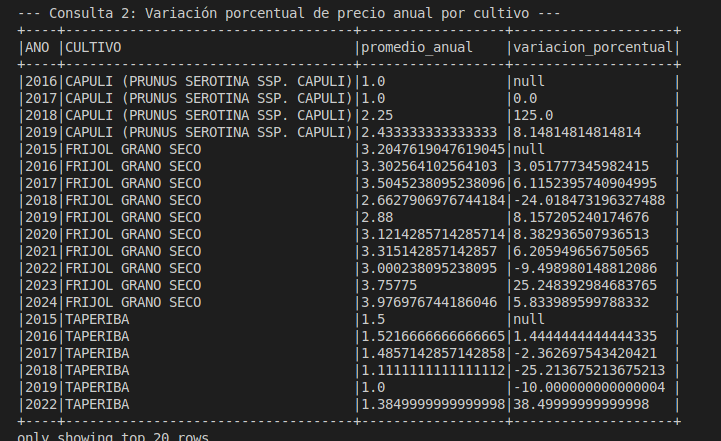 --- Consulta 2: Variación porcentual de precio anual por cultivo ---
+----+------------------------------------+------------------+--------------------+
|ANO |CULTIVO                             |promedio_anual    |variacion_porcentual|
+----+------------------------------------+------------------+--------------------+
|2016|CAPULI (PRUNUS SEROTINA SSP. CAPULI)|1.0               |null                |
|2017|CAPULI (PRUNUS SEROTINA SSP. CAPULI)|1.0               |0.0                 |
|2018|CAPULI (PRUNUS SEROTINA SSP. CAPULI)|2.25              |125.0               |
|2019|CAPULI (PRUNUS SEROTINA SSP. CAPULI)|2.433333333333333 |8.14814814814814    |
|2015|FRIJOL GRANO SECO                   |3.2047619047619045|null                |
|2016|FRIJOL GRANO SECO                   |3.302564102564103 |3.051777345982415   |
|2017|FRIJOL GRANO SECO                   |3.5045238095238096|6.1152395740904995  |
|2018|FRIJOL GRANO SECO                   |2.6627906976744184|-24.018473196327488 |
|2019|FRIJOL GRANO SECO                   |2.88              |8.157205240174676   |
|2020|FRIJOL GRANO SECO                   |3.1214285714285714|8.382936507936513   |
|2021|FRIJOL GRANO SECO                   |3.315142857142857 |6.205949656750565   |
|2022|FRIJOL GRANO SECO                   |3.000238095238095 |-9.498980148812086  |
|2023|FRIJOL GRANO SECO                   |3.75775           |25.248392984683765  |
|2024|FRIJOL GRANO SECO                   |3.976976744186046 |5.833989599788332   |
|2015|TAPERIBA                            |1.5               |null                |
|2016|TAPERIBA                            |1.5216666666666665|1.4444444444444335  |
|2017|TAPERIBA                            |1.4857142857142858|-2.362697543420421  |
|2018|TAPERIBA                            |1.1111111111111112|-25.213675213675213 |
|2019|TAPERIBA                            |1.0               |-10.000000000000004 |
|2022|TAPERIBA                            |1.3849999999999998|38.49999999999998   |
+----+------------------------------------+------------------+--------------------+
only showing top 20 rows